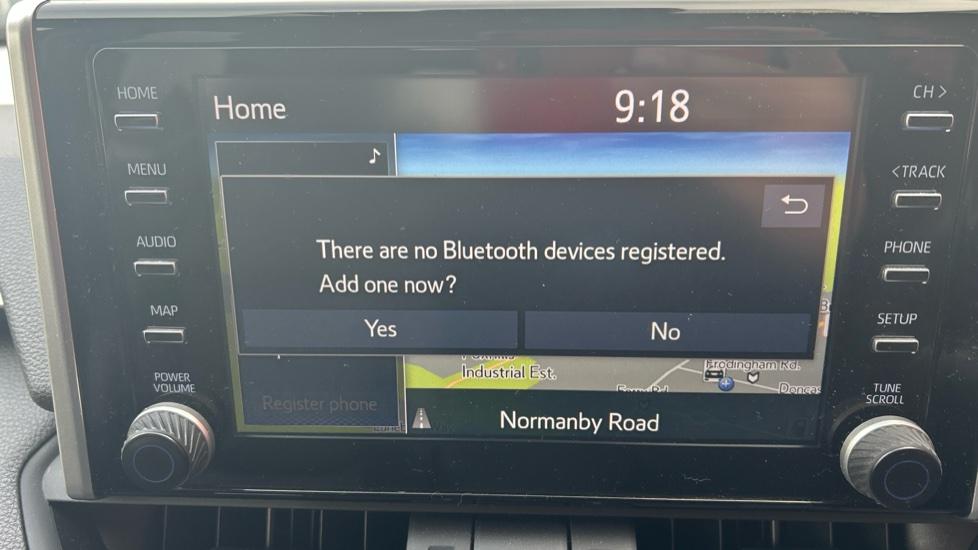 HOME
MENU
AUDIO
MAP
POWER
VOLUME
Home
9:18
There are no Bluetooth devices registered.
Add one now?
Yes
No
Industrial Est.
Frodingham Rd.
Register phone
Normanby Road
CH >
< TRACK
PHONE
SETUP
TUNE
SCROLL